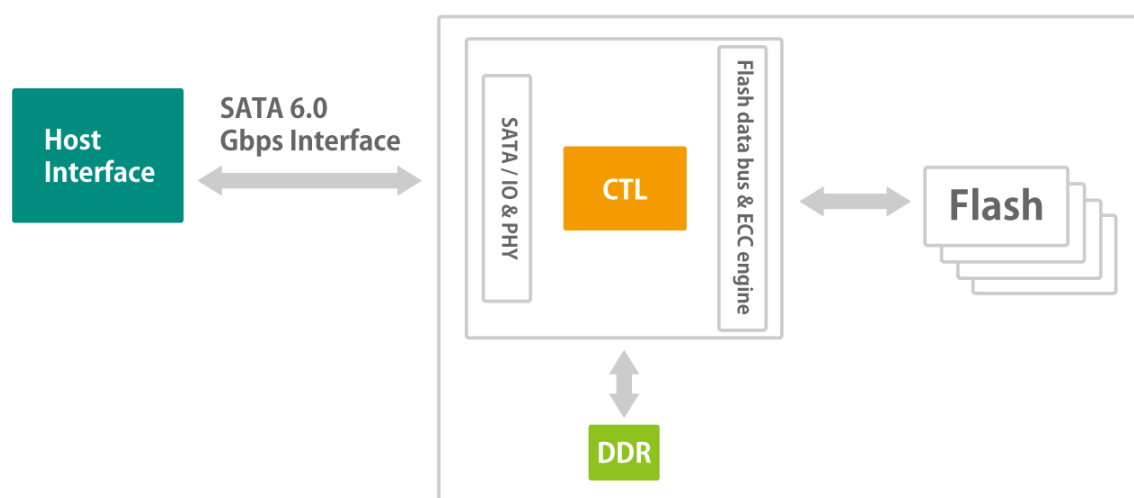 Host
Interface
SATA 6.0
Gbps Interface
SATA / IO & PHY
CTL
Flash data bus & ECC engine
Flash
DDR